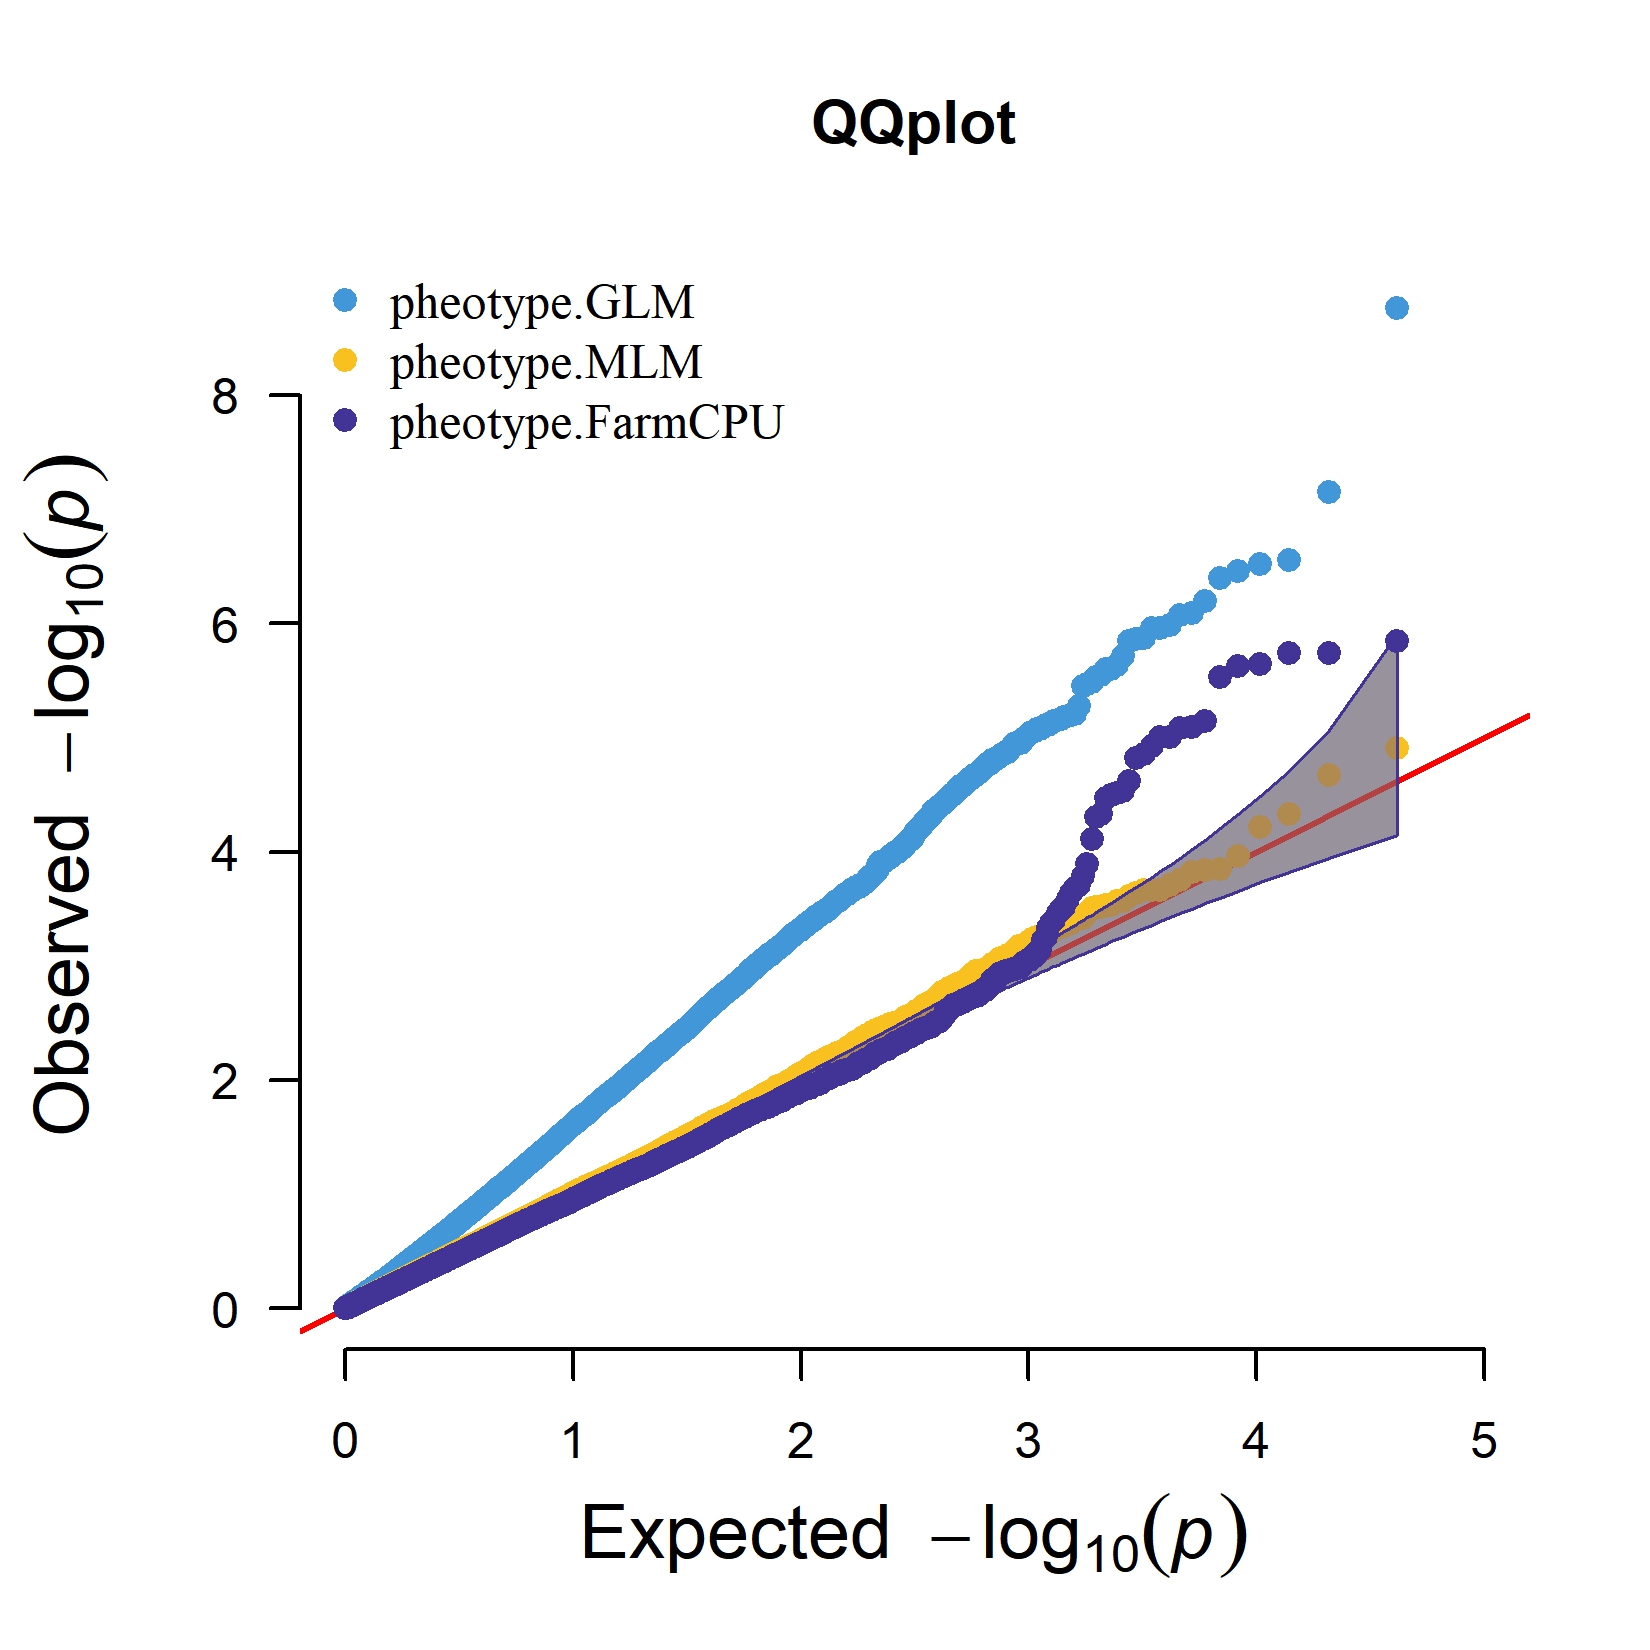 QQplot
pheotype.GLM
pheotype.MLM
pheotype.FarmCPU
8
6
4
2
0
Observed −log₁₀(p)
0 1 2 3 4 5
Expected −log₁₀(p)